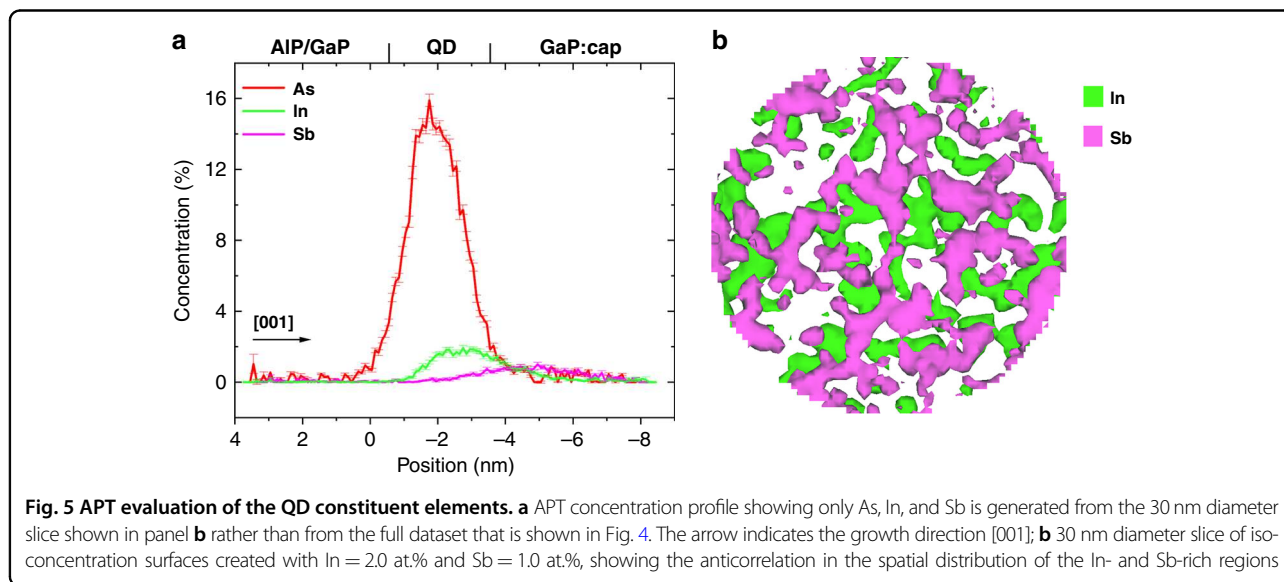 a
AlP/GaP | QD | GaP:cap
As
In
Sb
16
12
8
4
0
[001]
Concentration (%)
4 2 0 −2 −4 −6 −8
Position (nm)
b
In
Sb
Fig. 5 APT evaluation of the QD constituent elements. a APT concentration profile showing only As, In, and Sb is generated from the 30 nm diameter
slice shown in panel b rather than from the full dataset that is shown in Fig. 4. The arrow indicates the growth direction [001]; b 30 nm diameter slice of iso-
concentration surfaces created with In = 2.0 at.% and Sb = 1.0 at.%, showing the anticorrelation in the spatial distribution of the In- and Sb-rich regions